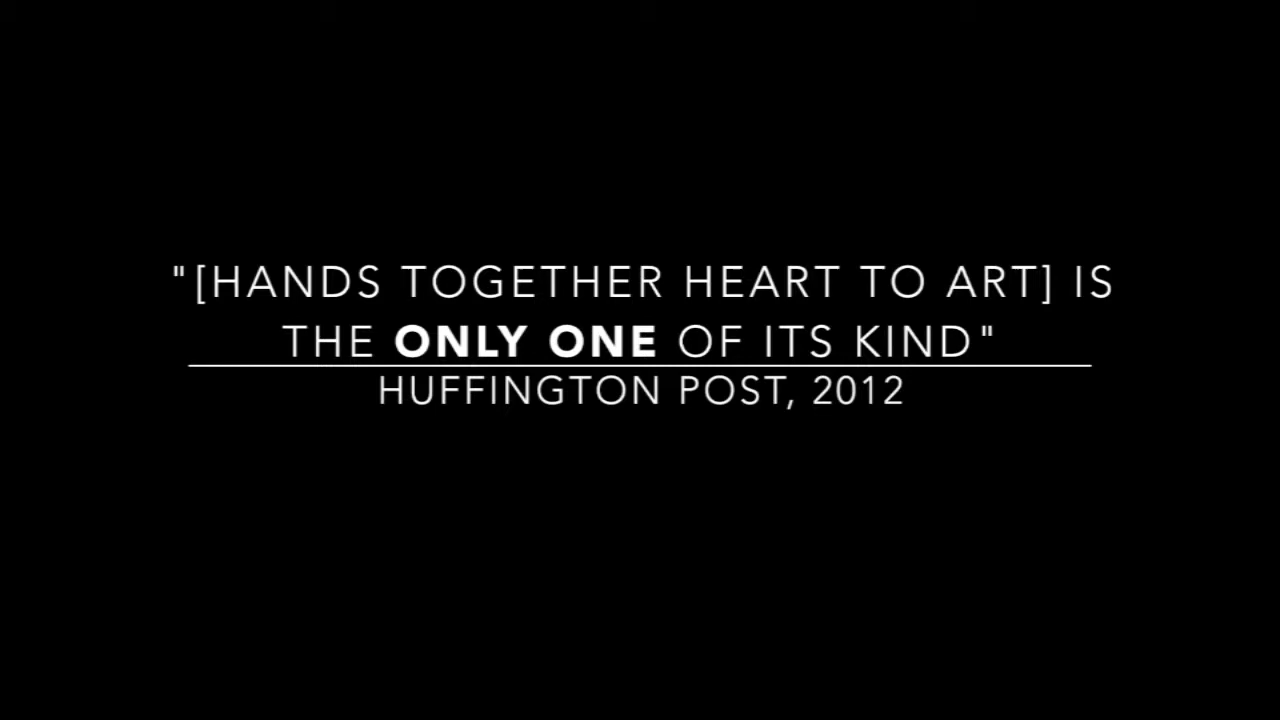 "[HANDS TOGETHER HEART TO ART] IS
THE ONLY ONE OF ITS KIND"
HUFFINGTON POST, 2012